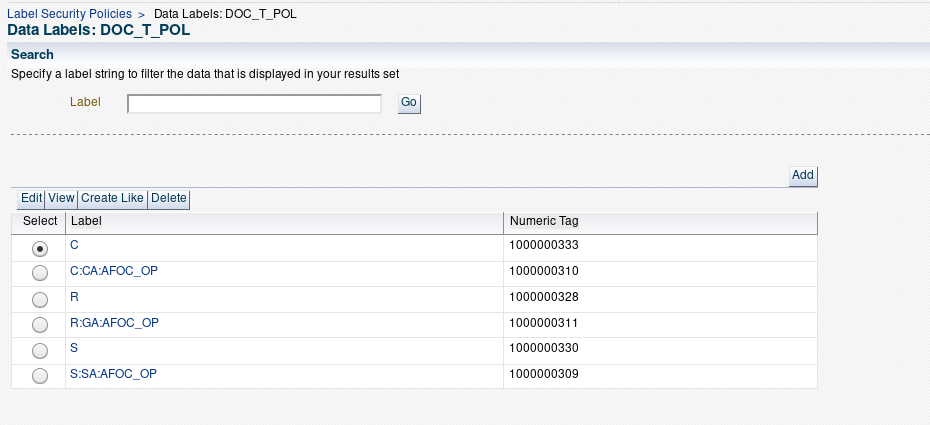 Label Security Policies > Data Labels: DOC_T_POL
Data Labels: DOC_T_POL
Search
Specify a label string to filter the data that is displayed in your results set
Label Go
Add
Edit View Create Like Delete
Select Label Numeric Tag
C 1000000333
C:CA:AFOC_OP 1000000310
R 1000000328
R:GA:AFOC_OP 1000000311
S 1000000330
S:SA:AFOC_OP 1000000309